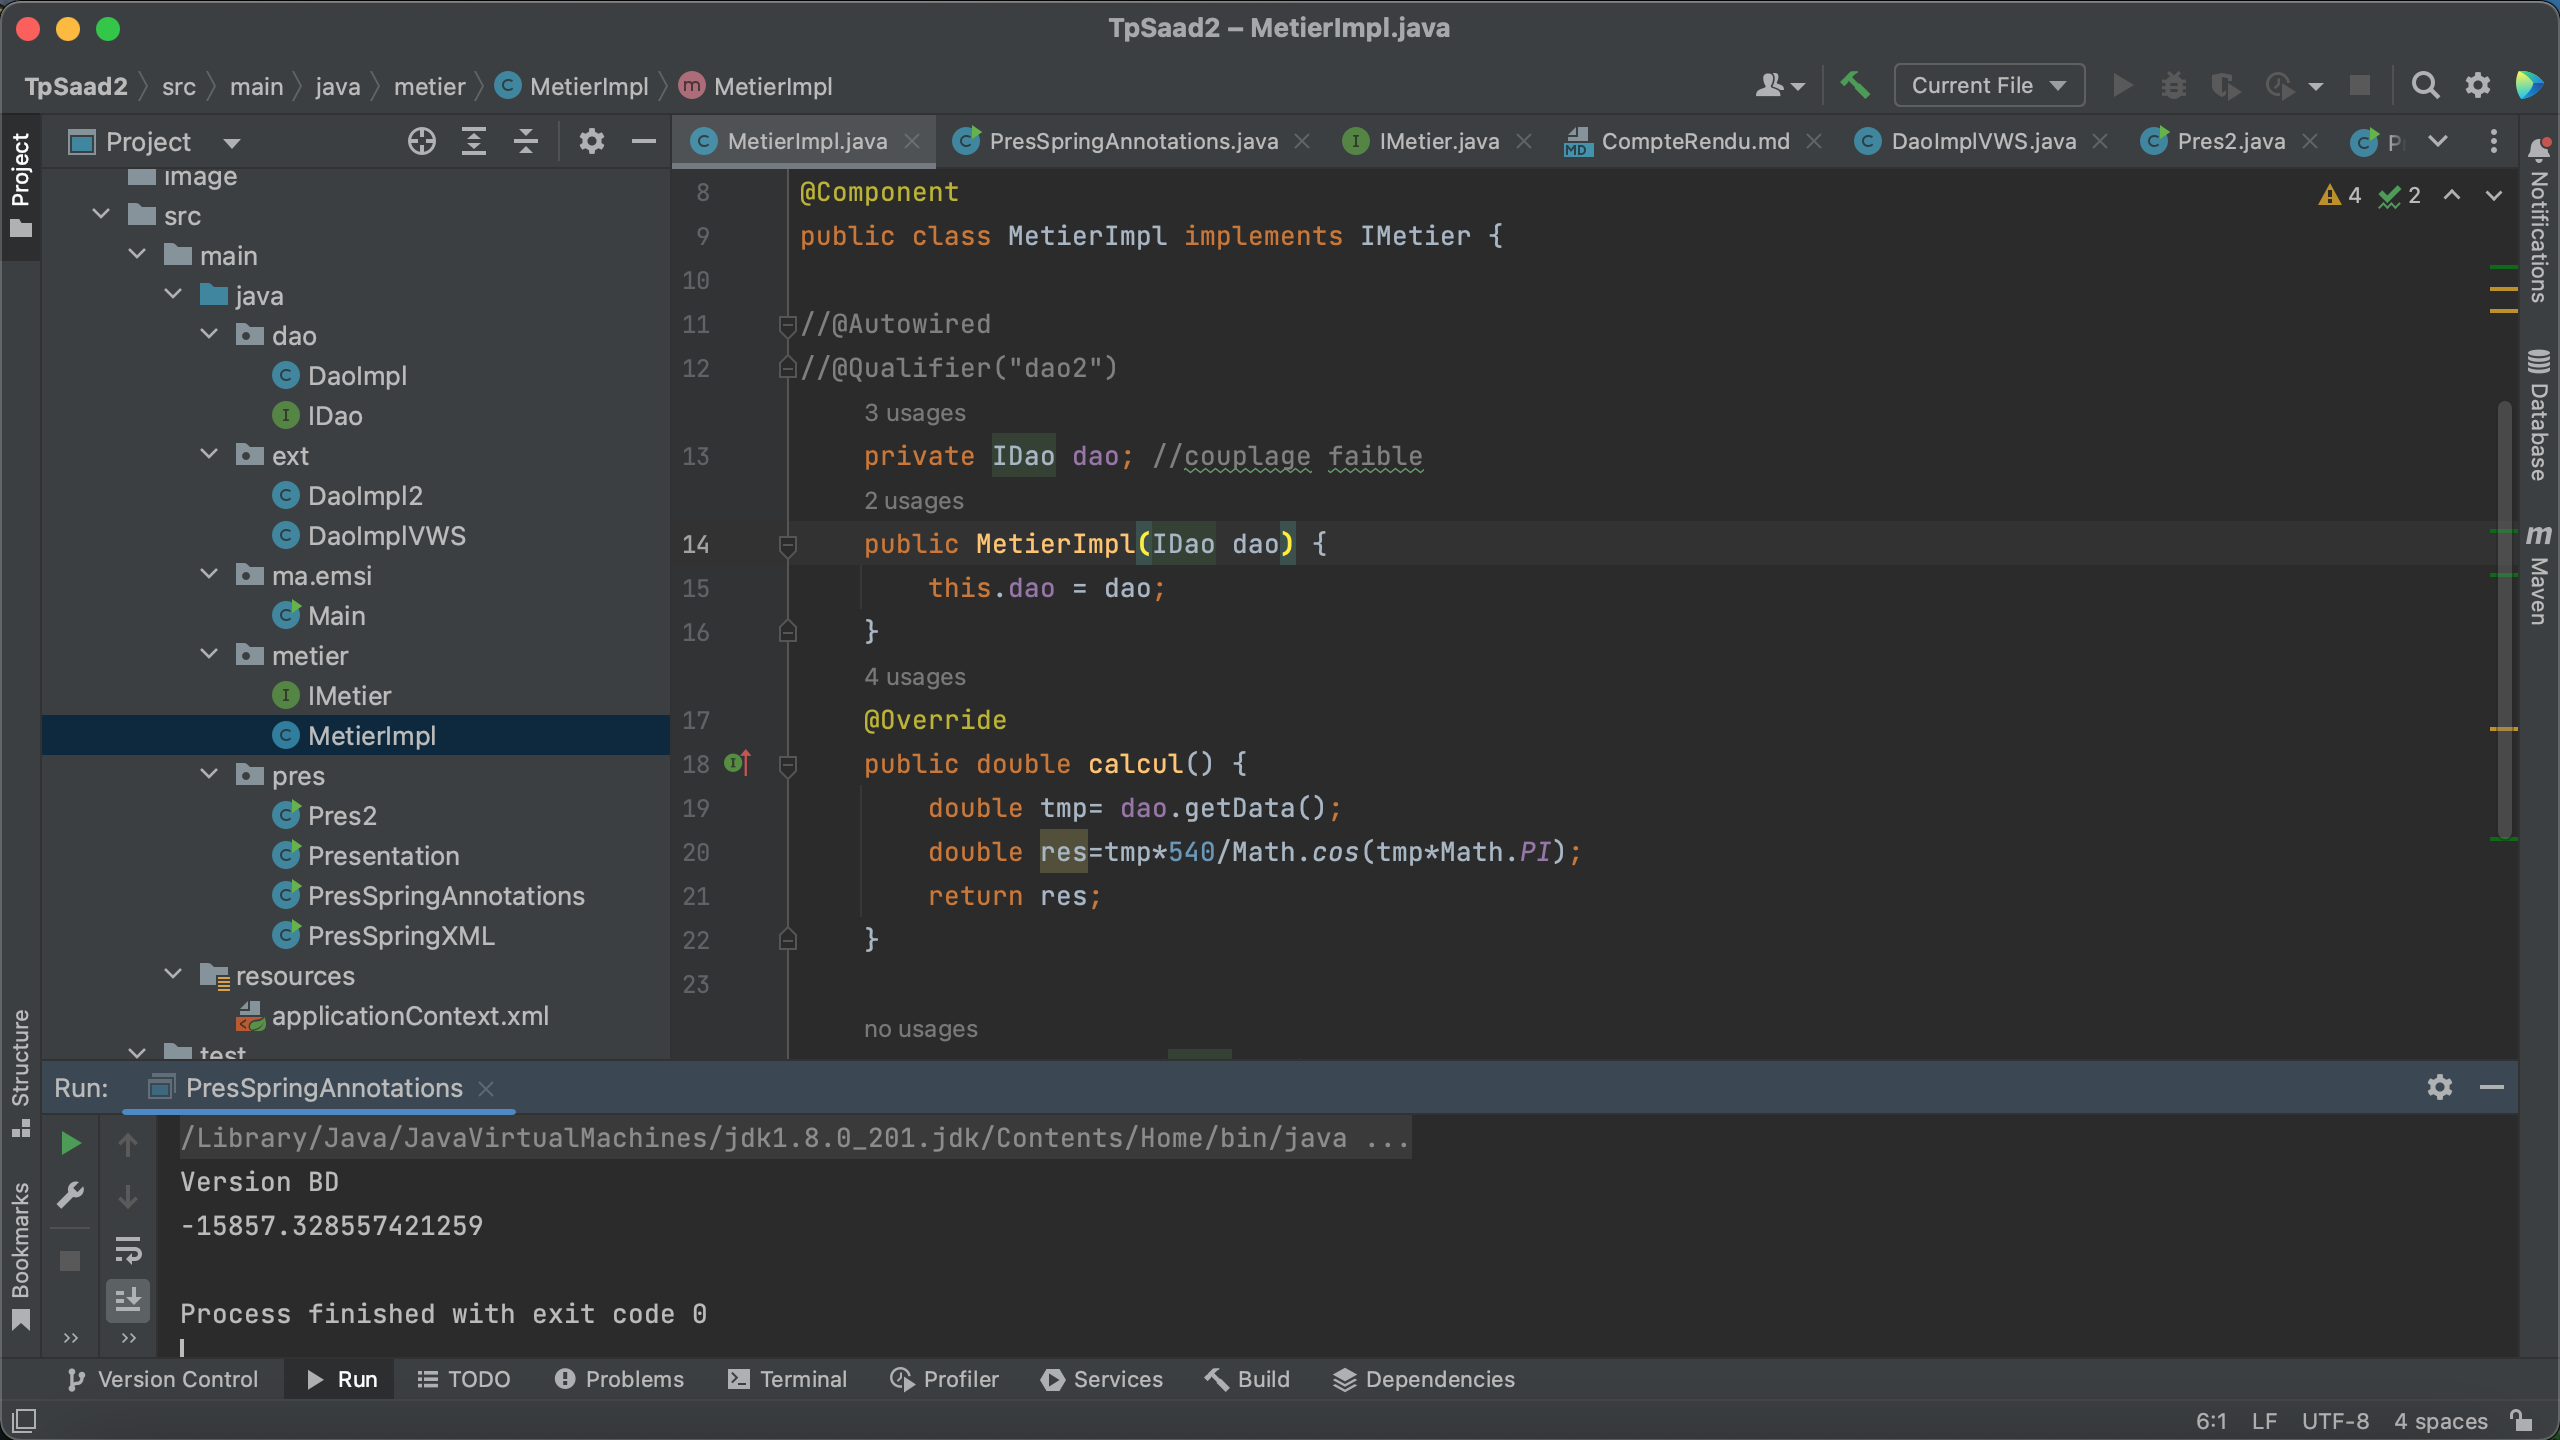 TpSaad2 – MetierImpl.java
TpSaad2 src main java metier MetierImpl MetierImpl
Current File
Project
MetierImpl.java PresSpringAnnotations.java IMetier.java CompteRendu.md DaoImplVWS.java Pres2.java
Project
image
src
main
java
dao
DaoImpl
IDao
ext
DaoImpl2
DaoImplVWS
ma.emsi
Main
metier
IMetier
MetierImpl
pres
Pres2
Presentation
PresSpringAnnotations
PresSpringXML
resources
applicationContext.xml
test
4 2
8 @Component
9 public class MetierImpl implements IMetier {
10
11 //@Autowired
12 //@Qualifier("dao2")
3 usages
13 private IDao dao; //couplage faible
2 usages
14 public MetierImpl(IDao dao) {
15 this.dao = dao;
16 }
4 usages
17 @Override
18 public double calcul() {
19 double tmp= dao.getData();
20 double res=tmp*540/Math.cos(tmp*Math.PI);
21 return res;
22 }
23
no usages
Notifications
Database
Maven
Structure
Bookmarks
Run: PresSpringAnnotations
/Library/Java/JavaVirtualMachines/jdk1.8.0_201.jdk/Contents/Home/bin/java ...
Version BD
-15857.328557421259
Process finished with exit code 0
Version Control Run TODO Problems Terminal Profiler Services Build Dependencies
6:1 LF UTF-8 4 spaces